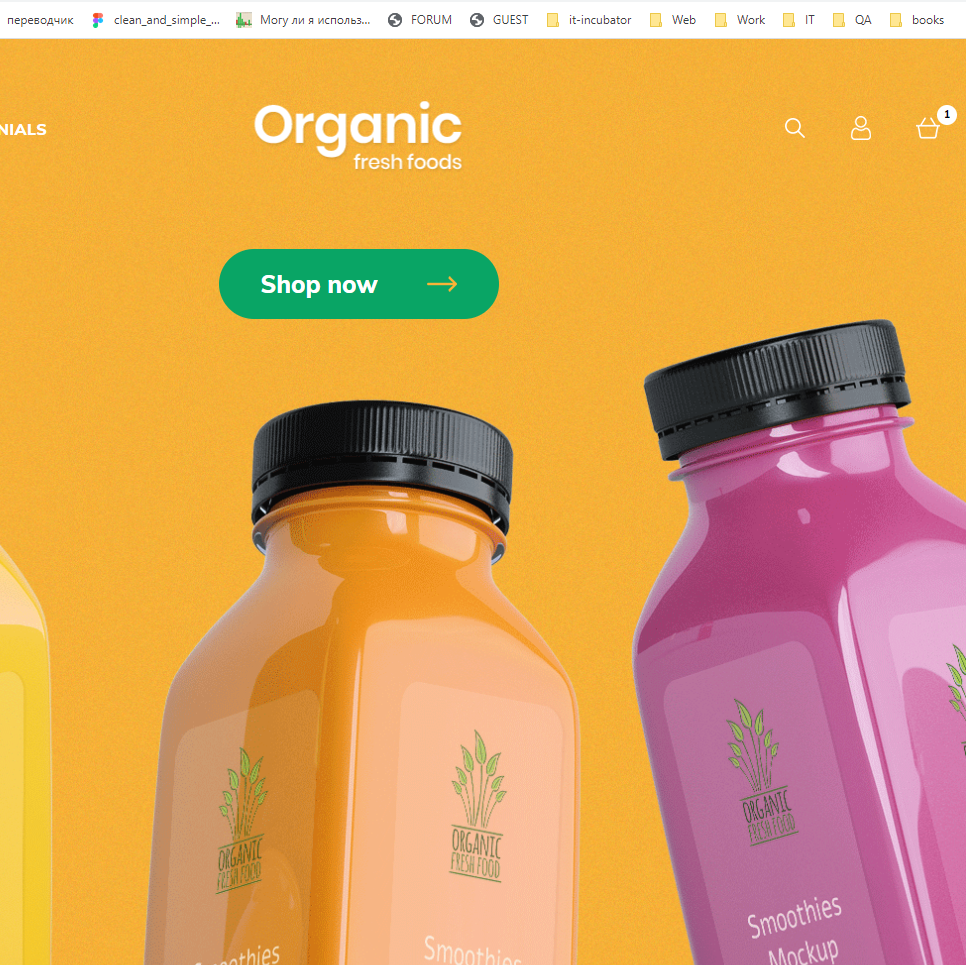 переводчик clean_and_simple_... Могу ли я использ... FORUM GUEST it-incubator Web Work IT QA books
NIALS
Organic
fresh foods
1
Shop now
ORGANIC
FRESH FOOD
ORGANIC
FRESH FOOD
ORGANIC
FRESH FOOD
Smoothies
Mockup
Smoothies